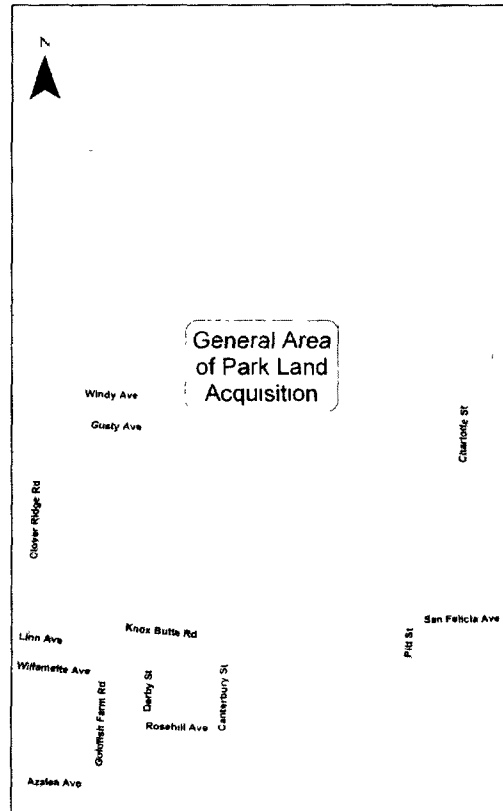 N
General Area
of Park Land
Acquisition
Windy Ave
Gusty Ave
Charlotte St
Clover Ridge Rd
San Felicia Ave
Knox Butte Rd
Linn Ave
Pitt St
Willamette Ave
Derby St
Canterbury St
Goldfish Farm Rd
Rosehill Ave
Azalea Ave